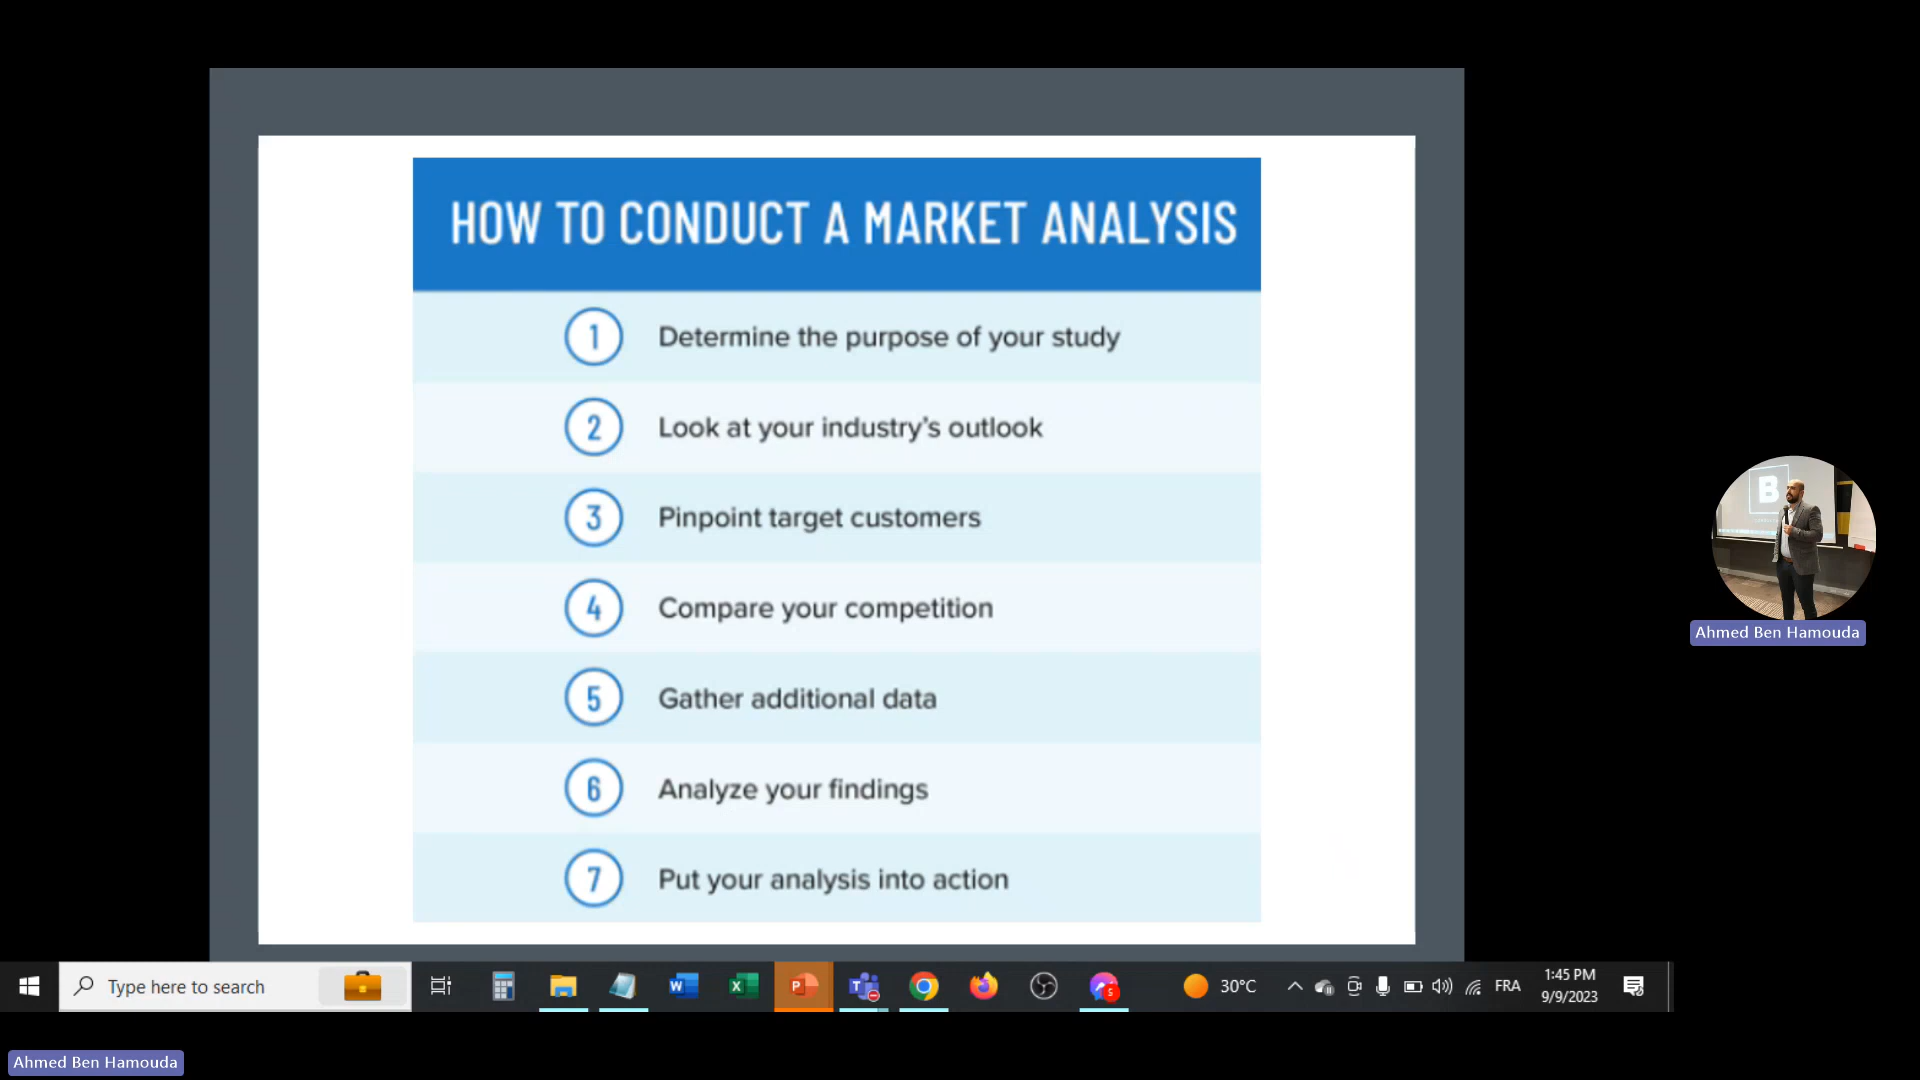 HOW TO CONDUCT A MARKET ANALYSIS
1 Determine the purpose of your study
2 Look at your industry's outlook
3 Pinpoint target customers
4 Compare your competition
5 Gather additional data
6 Analyze your findings
7 Put your analysis into action
B
Ahmed Ben Hamouda
Type here to search
30°C
FRA
1:45 PM
9/9/2023
Ahmed Ben Hamouda